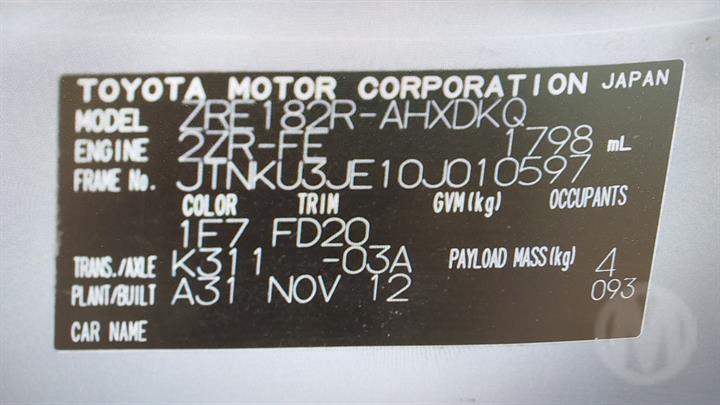 TOYOTA MOTOR CORPORATION JAPAN
MODEL ZRE182R-AHXDKQ
ENGINE 2ZR-FE 1798 mL
FRAME No. JTNKU3JE10J010597
COLOR TRIM GVM(kg) OCCUPANTS
1F7 FD20
TRANS./AXLE K311 -03A PAYLOAD MASS(kg) 4
PLANT/BUILT A31 NOV 12 093
CAR NAME
M